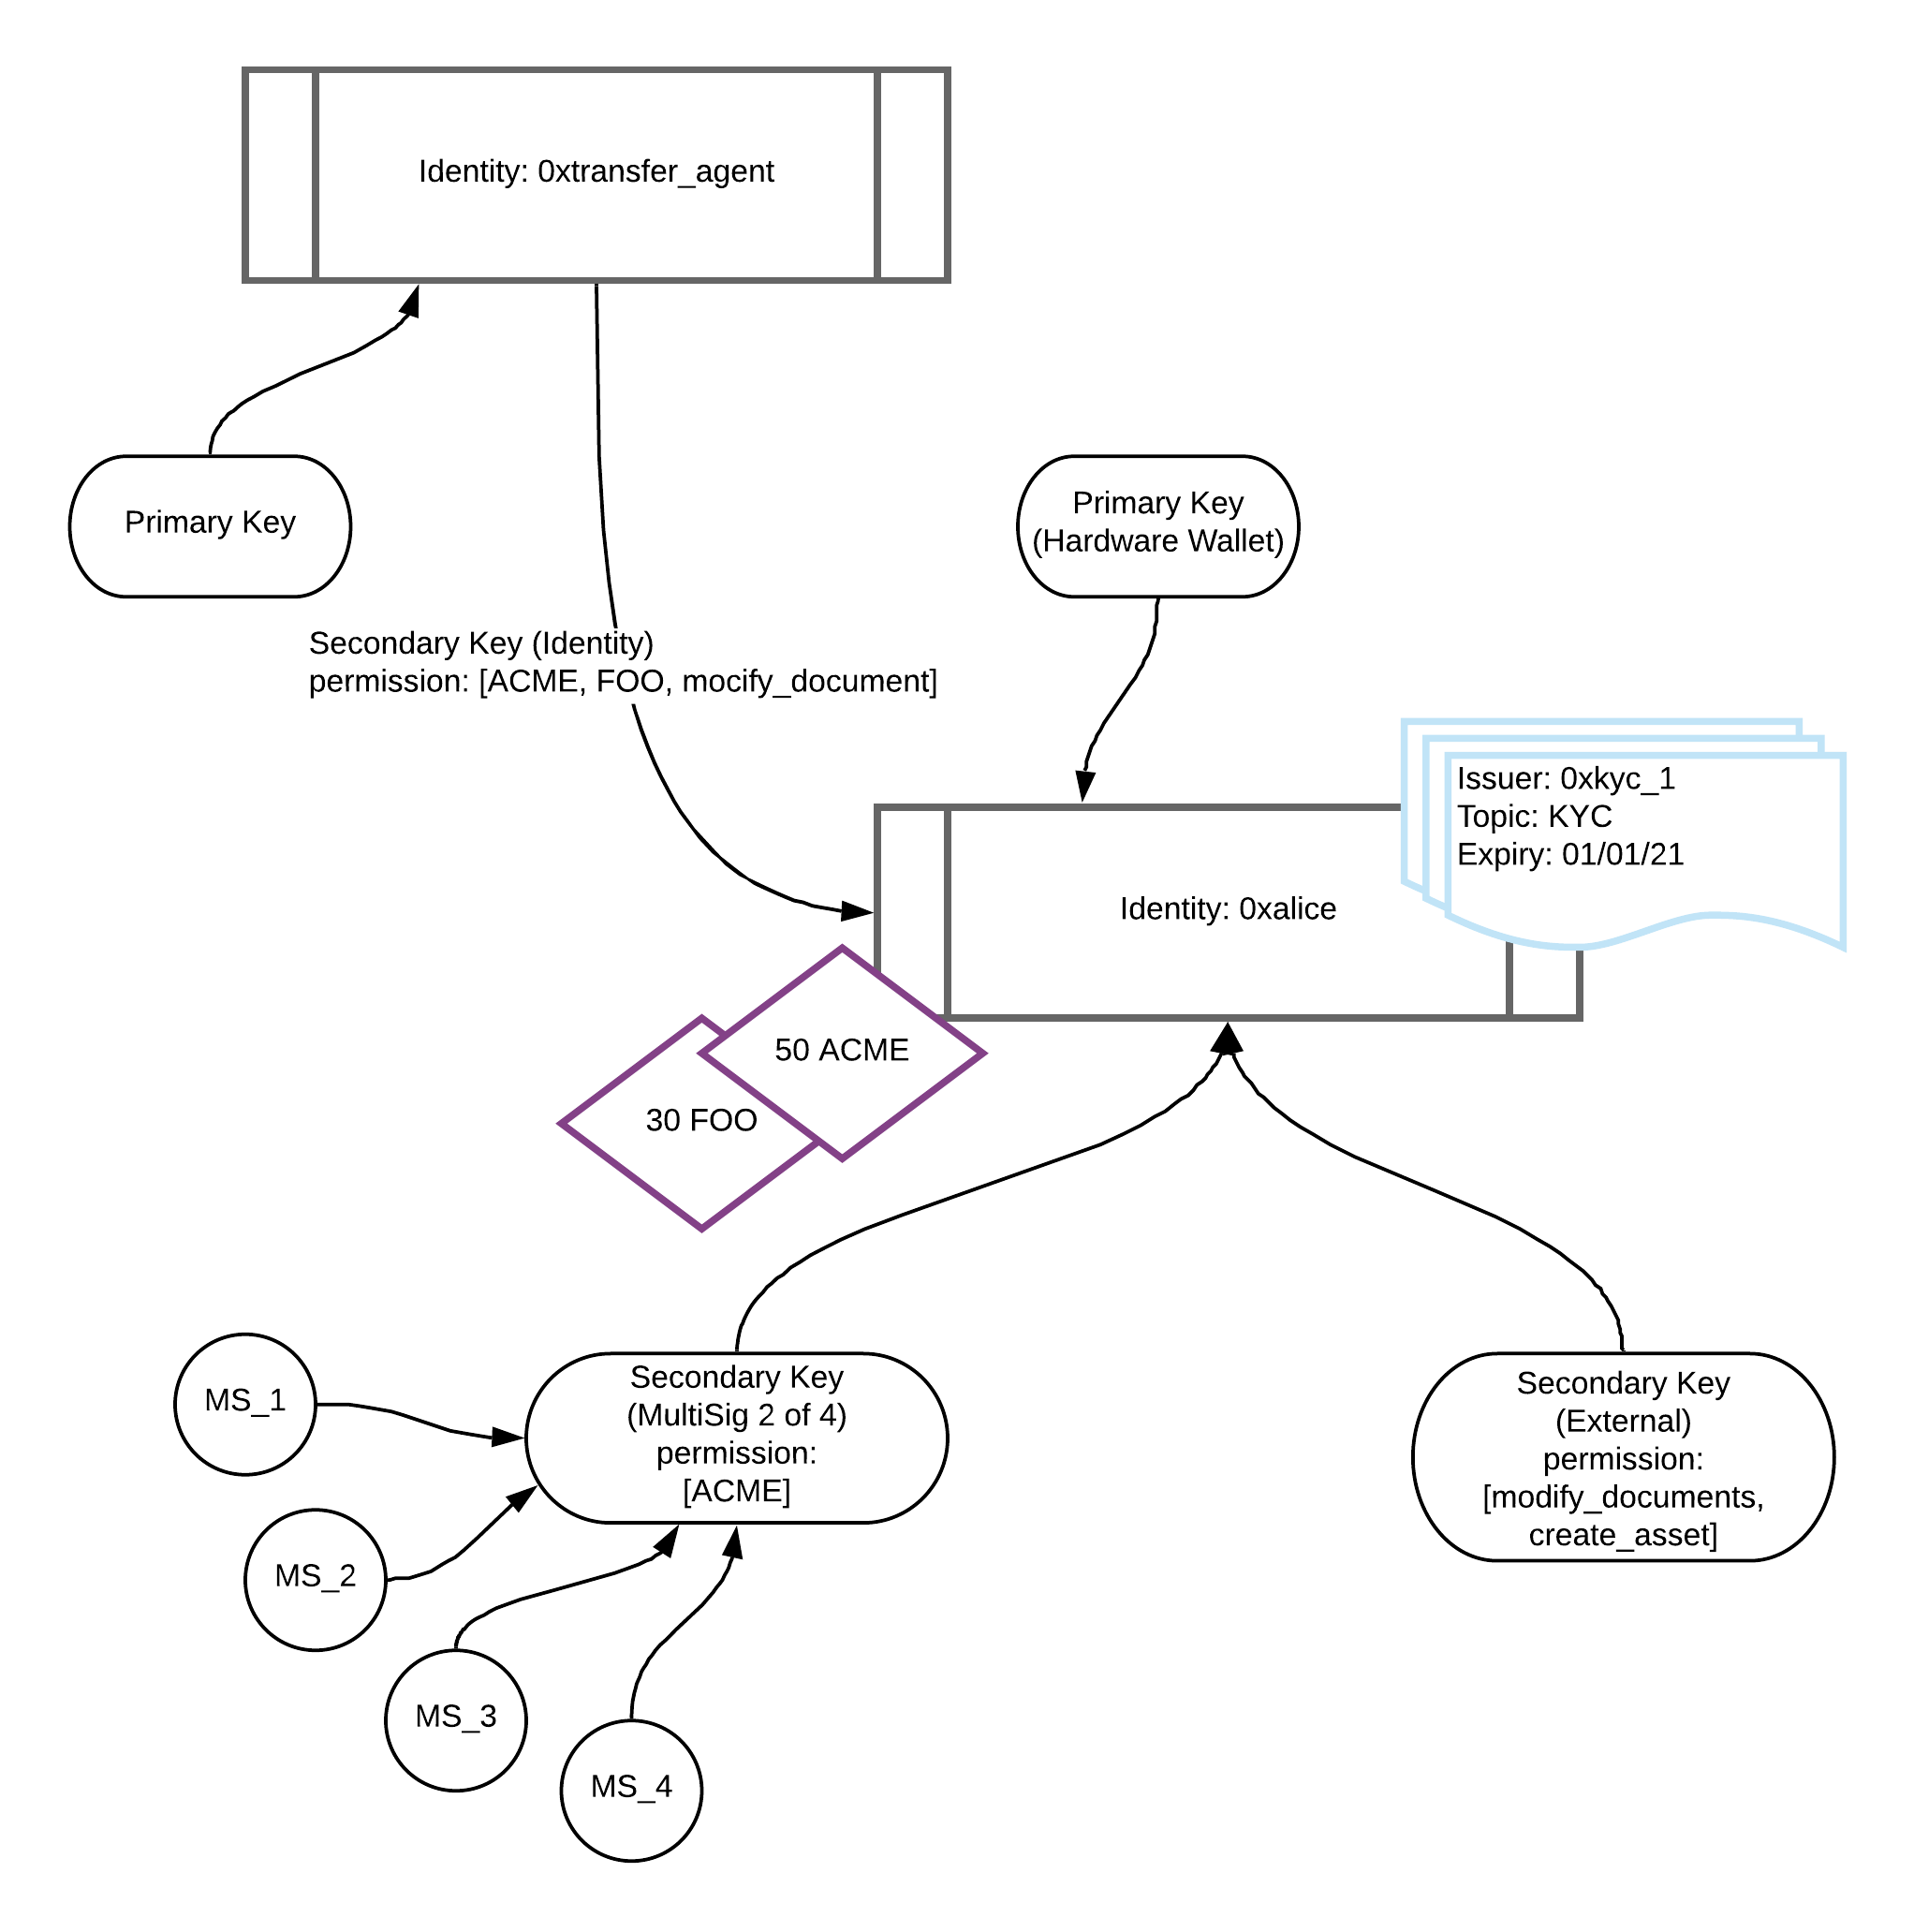 Identity: 0xtransfer_agent
Primary Key
Primary Key
(Hardware Wallet)
Secondary Key (Identity)
permission: [ACME, FOO, mocify_document]
Issuer: 0xkyc_1
Topic: KYC
Expiry: 01/01/21
Identity: 0xalice
50 ACME
30 FOO
Secondary Key
(MultiSig 2 of 4)
permission:
[ACME]
Secondary Key
(External)
permission:
[modify_documents,
create_asset]
MS_1
MS_2
MS_3
MS_4